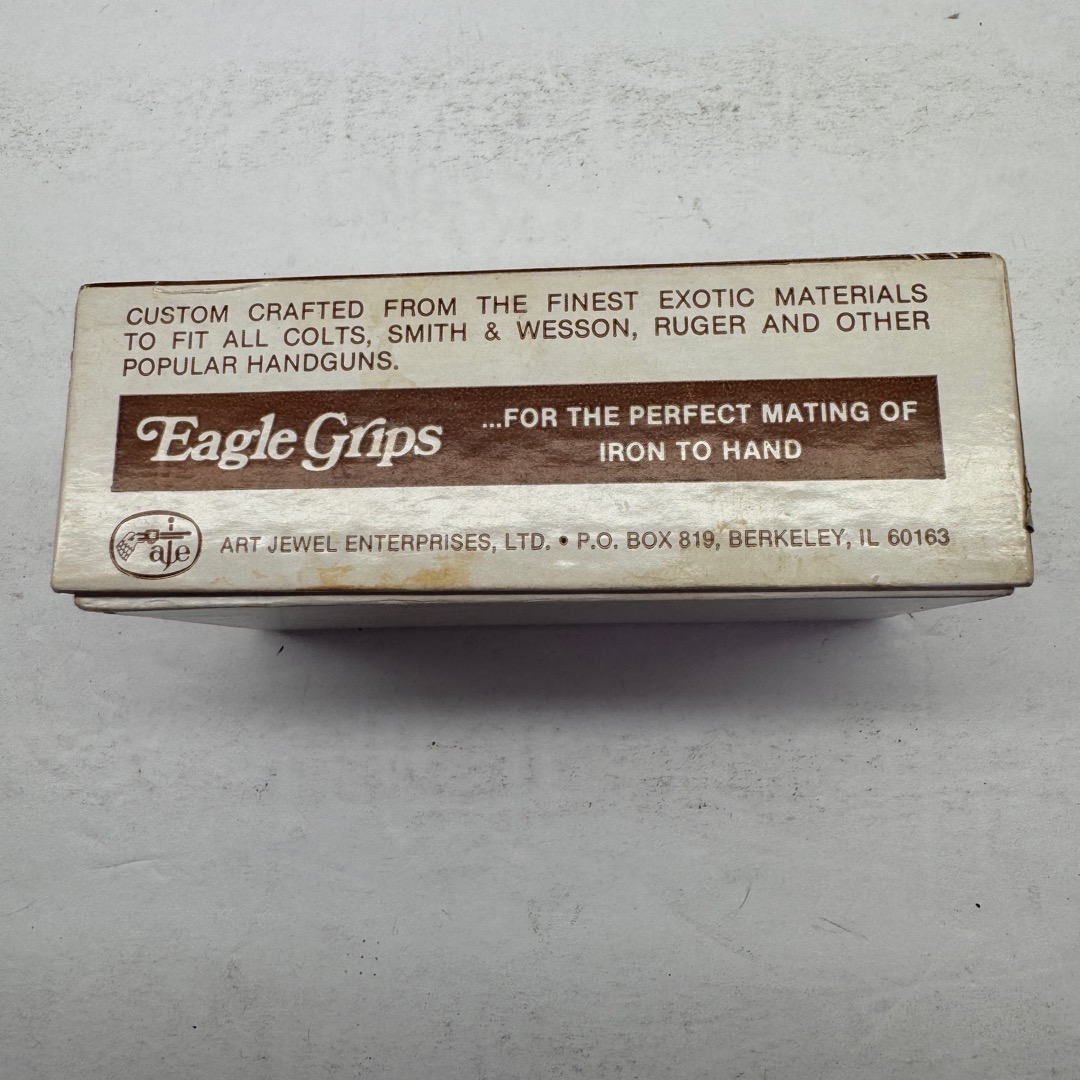 CUSTOM CRAFTED FROM THE FINEST EXOTIC MATERIALS
TO FIT ALL COLTS, SMITH & WESSON, RUGER AND OTHER
POPULAR HANDGUNS.
Eagle Grips
...FOR THE PERFECT MATING OF
IRON TO HAND
aje
ART JEWEL ENTERPRISES, LTD. • P.O. BOX 819, BERKELEY, IL 60163